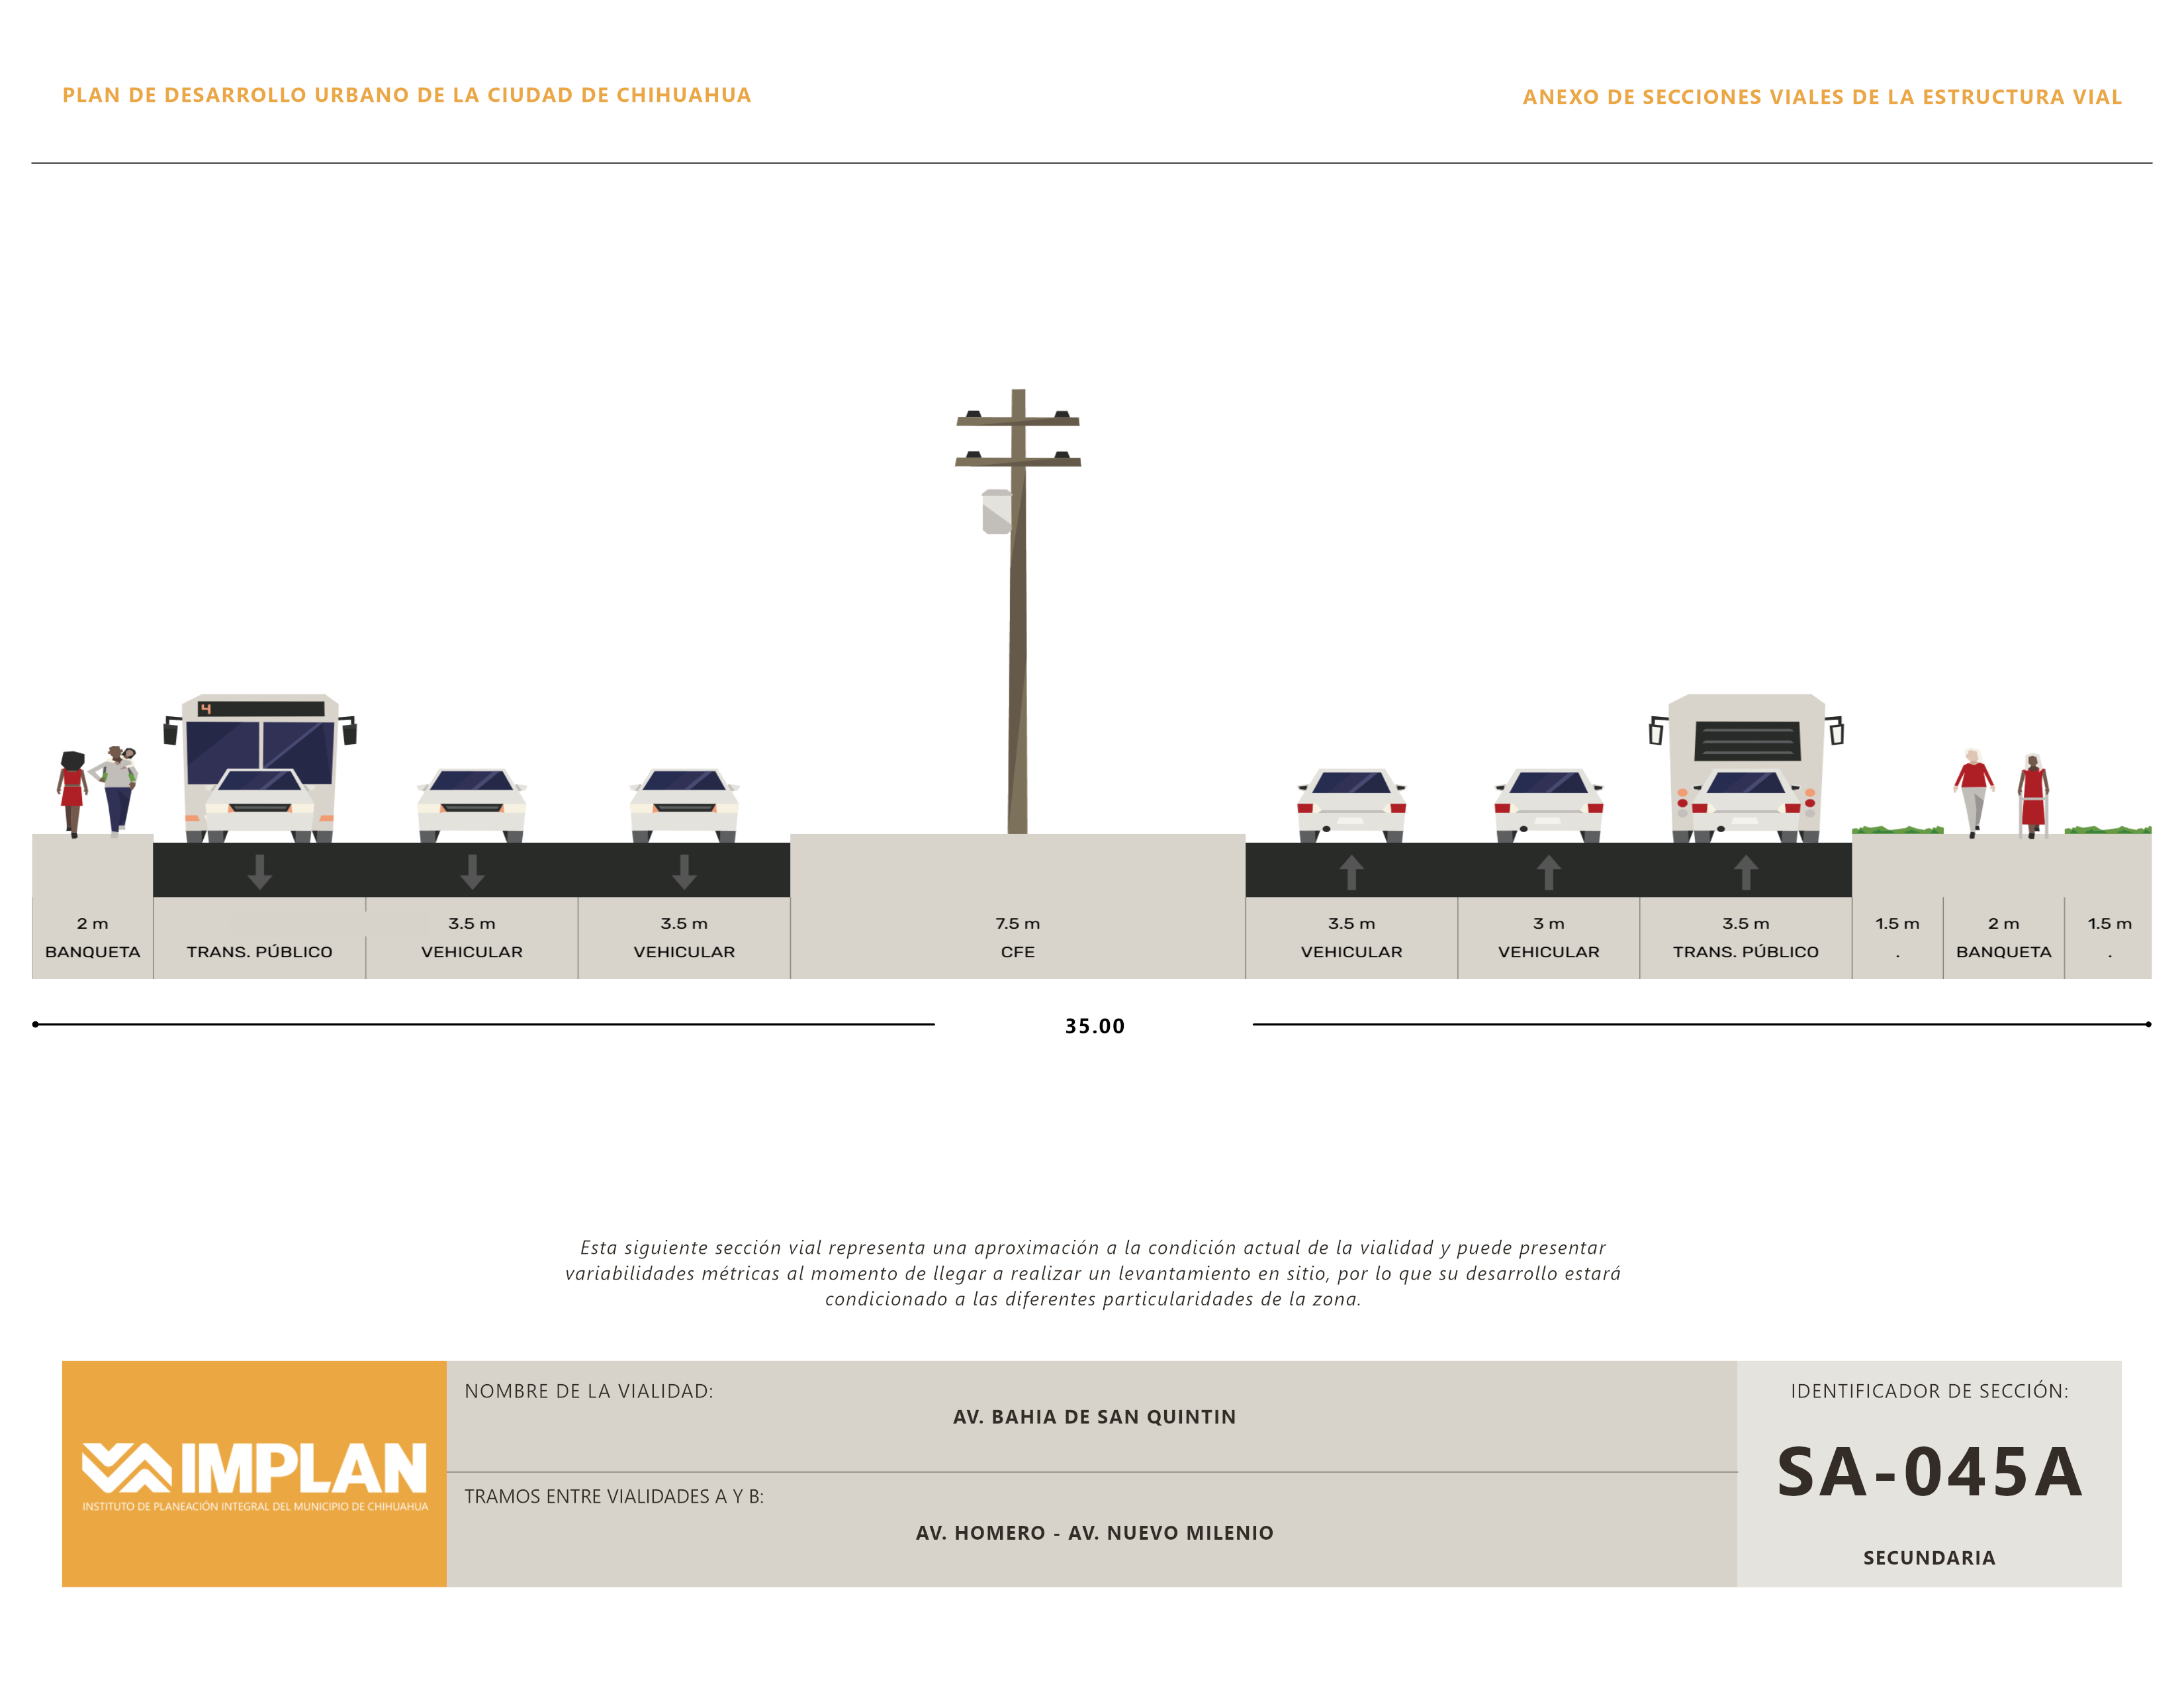 PLAN DE DESARROLLO URBANO DE LA CIUDAD DE CHIHUAHUA
ANEXO DE SECCIONES VIALES DE LA ESTRUCTURA VIAL
4
2 m
BANQUETA
TRANS. PÚBLICO
3.5 m
VEHICULAR
3.5 m
VEHICULAR
7.5 m
CFE
3.5 m
VEHICULAR
3 m
VEHICULAR
3.5 m
TRANS. PÚBLICO
1.5 m
.
2 m
BANQUETA
1.5 m
.
35.00
Esta siguiente sección vial representa una aproximación a la condición actual de la vialidad y puede presentar
variabilidades métricas al momento de llegar a realizar un levantamiento en sitio, por lo que su desarrollo estará
condicionado a las diferentes particularidades de la zona.
IMPLAN
INSTITUTO DE PLANEACIÓN INTEGRAL DEL MUNICIPIO DE CHIHUAHUA
NOMBRE DE LA VIALIDAD:
AV. BAHIA DE SAN QUINTIN
TRAMOS ENTRE VIALIDADES A Y B:
AV. HOMERO - AV. NUEVO MILENIO
IDENTIFICADOR DE SECCIÓN:
SA-045A
SECUNDARIA